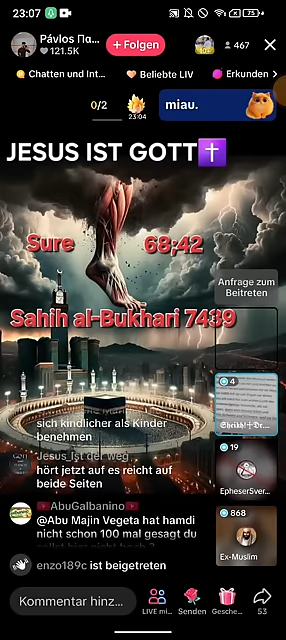 23:07
75
Pávlos Πα...
121.5K
+ Folgen
467
Chatten und Int...
Beliebte LIV
Erkunden
0/2
23:04
miau.
JESUS IST GOTT
Sure 68;42
Anfrage zum
Beitreten
Sahih al-Bukhari 7439
4
sich kindlicher als Kinder
benehmen
Jesus ist der weg
hört jetzt auf es reicht auf
beide Seiten
19
EpheserSver...
AbuGalbanino
@Abu Majin Vegeta hat hamdi
nicht schon 100 mal gesagt du
868
Ex-Muslim
enzo189c ist beigetreten
Kommentar hinz...
LIVE mi...
Senden
Gesche...
53